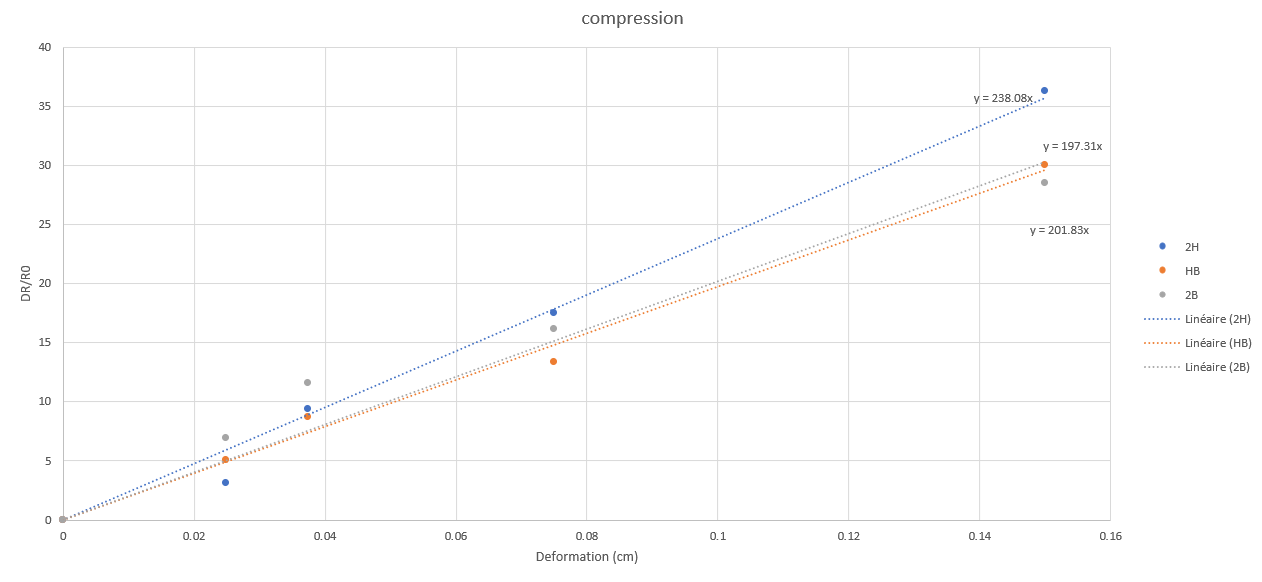 compression
40
35
30
25
20
15
10
5
0
DR/R0
y = 238.08x
y = 197.31x
y = 201.83x
0 0.02 0.04 0.06 0.08 0.1 0.12 0.14 0.16
Deformation (cm)
2H
HB
2B
Linéaire (2H)
Linéaire (HB)
Linéaire (2B)